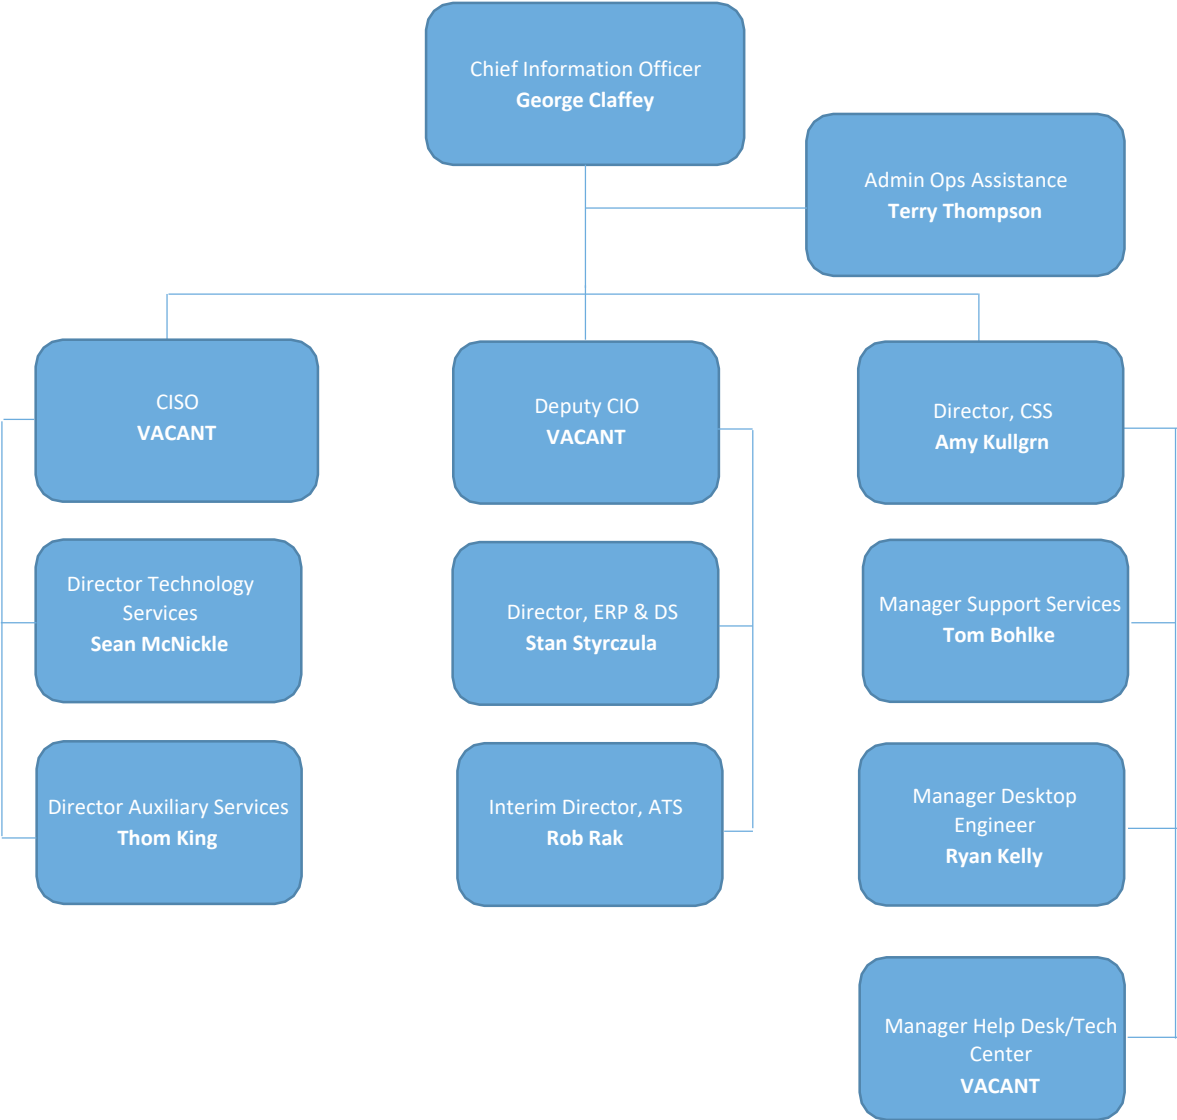 Chief Information Officer
George Claffey
Admin Ops Assistance
Terry Thompson
CISO
VACANT
Deputy CIO
VACANT
Director, CSS
Amy Kullgrn
Director Technology
Services
Sean McNickle
Director, ERP & DS
Stan Styrczula
Manager Support Services
Tom Bohlke
Director Auxiliary Services
Thom King
Interim Director, ATS
Rob Rak
Manager Desktop
Engineer
Ryan Kelly
Manager Help Desk/Tech
Center
VACANT